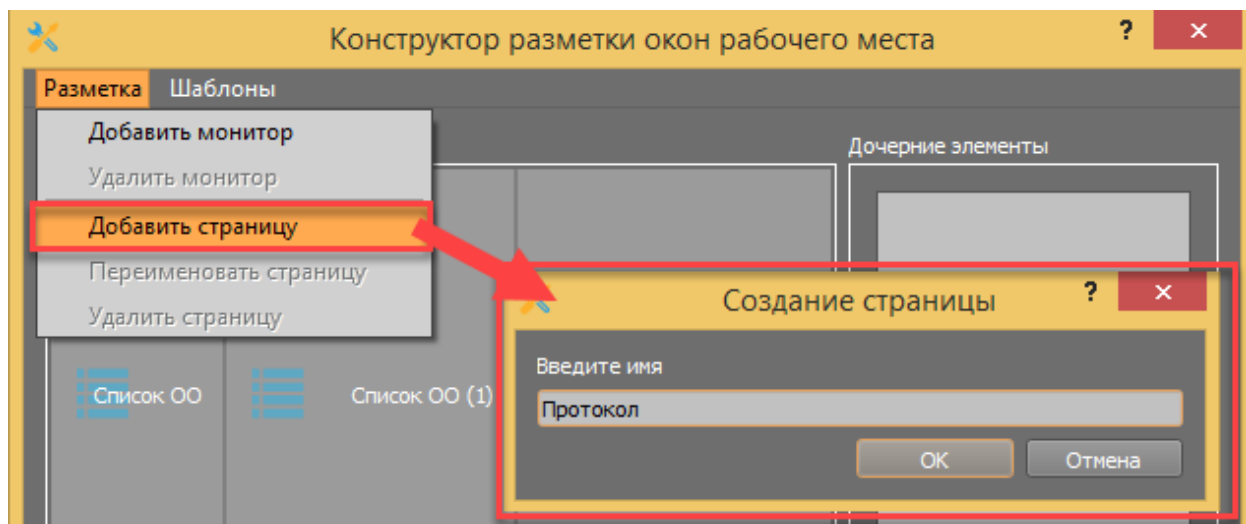 Конструктор разметки окон рабочего места ?
Разметка Шаблоны
Добавить монитор
Удалить монитор
Добавить страницу
Переименовать страницу
Удалить страницу
Дочерние элементы
Список ОО
Список ОО (1)
Создание страницы ?
Введите имя
Протокол
OK Отмена